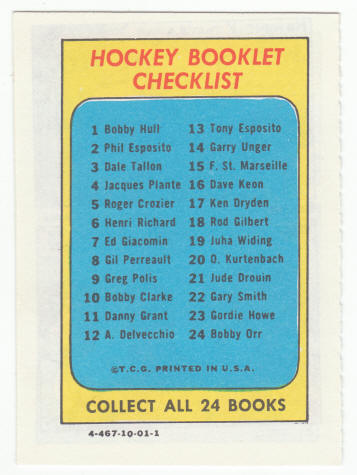 HOCKEY BOOKLET
CHECKLIST
1 Bobby Hull
2 Phil Esposito
3 Dale Tallon
4 Jacques Plante
5 Roger Crozier
6 Henri Richard
7 Ed Giacomin
8 Gil Perreault
9 Greg Polis
10 Bobby Clarke
11 Danny Grant
12 A. Delvecchio
13 Tony Esposito
14 Garry Unger
15 F. St. Marseille
16 Dave Keon
17 Ken Dryden
18 Rod Gilbert
19 Juha Widing
20 O. Kurtenbach
21 Jude Drouin
22 Gary Smith
23 Gordie Howe
24 Bobby Orr
©T.C.G. PRINTED IN U.S.A.
COLLECT ALL 24 BOOKS
4-467-10-01-1